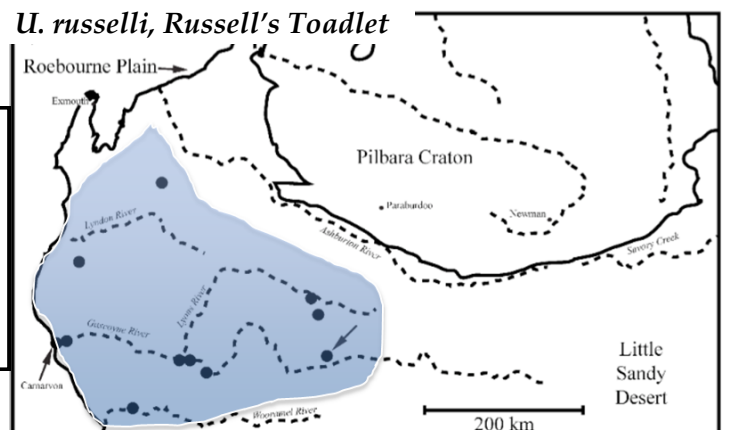 U. russelli, Russell's Toadlet
Roebourne Plain
Exmouth
Pilbara Craton
Paraburdoo
Newman
Lyndon River
Ashburton River
Savory Creek
Lyons River
Gascoyne River
Carnarvon
Little
Sandy
Desert
Wooramel River
200 km